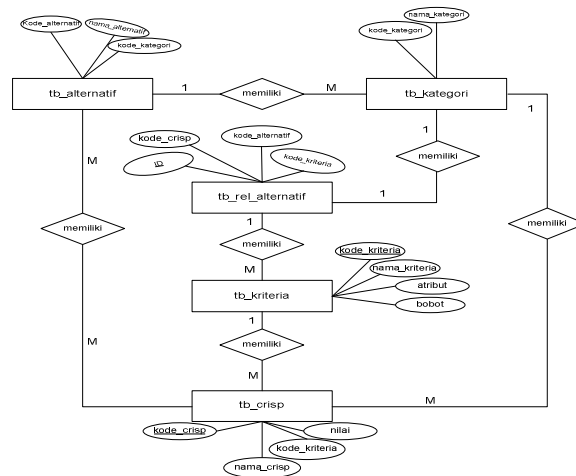 Kode_alternatif
nama_alternatif
kode_kategori
nama_kategori
kode_kategori
tb_alternatif
1
memiliki
M
tb_kategori
1
1
M
kode_crisp
kode_alternatif
ID
kode_kriteria
memiliki
tb_rel_alternatif
1
1
memiliki
memiliki
memiliki
M
kode_kriteria
nama_kriteria
atribut
bobot
tb_kriteria
1
memiliki
M
M
tb_crisp
M
kode_crisp
nilai
kode_kriteria
nama_crisp